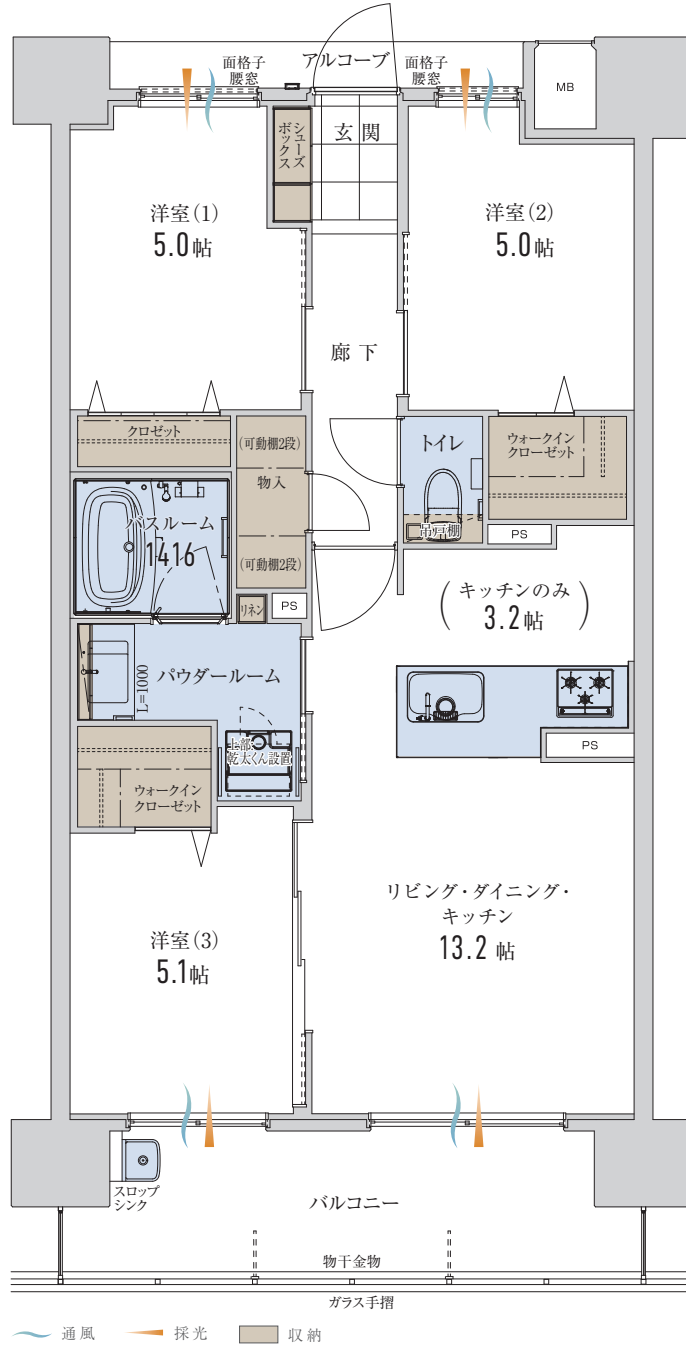 面格子
腰窓
アルコーブ
面格子
腰窓
MB
シューズ
ボックス
玄関
洋室(1)
5.0帖
洋室(2)
5.0帖
廊下
クロゼット
(可動棚2段)
物入
(可動棚2段)
トイレ
吊戸棚
ウォークイン
クローゼット
PS
バスルーム
1416
リネン
PS
(キッチンのみ)
3.2帖
パウダールーム
L=1000
上部
乾太くん設置
PS
ウォークイン
クローゼット
リビング・ダイニング・
キッチン
13.2 帖
洋室(3)
5.1帖
スロップ
シンク
バルコニー
物干金物
ガラス手摺
通風
採光
収納